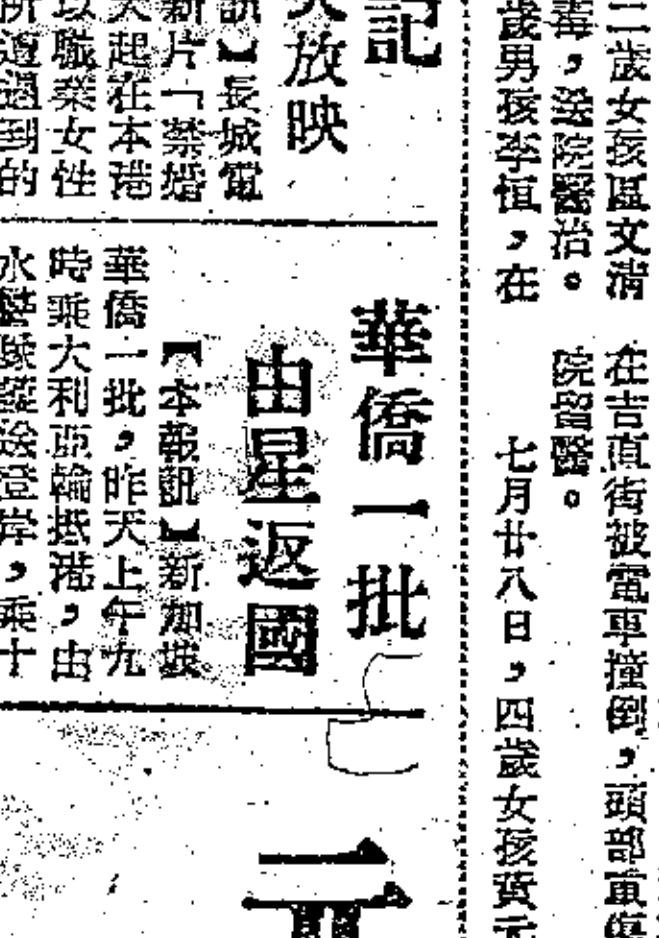 二歲女孩區文清
在吉直街被電車撞倒，頭部重傷
毒，送院醫治。
院留醫。
歲男孩李恒，在
七月廿八日，四歲女孩黃元
記
天放映
訊】長城電
新片「禁婚
天起在本港
以職業女性
所遭遇到的
華僑一批
由星返國
【本報訊】新加坡
華僑一批，昨天上午九
時乘大利亞輪抵港，由
水警
登岸，乘十